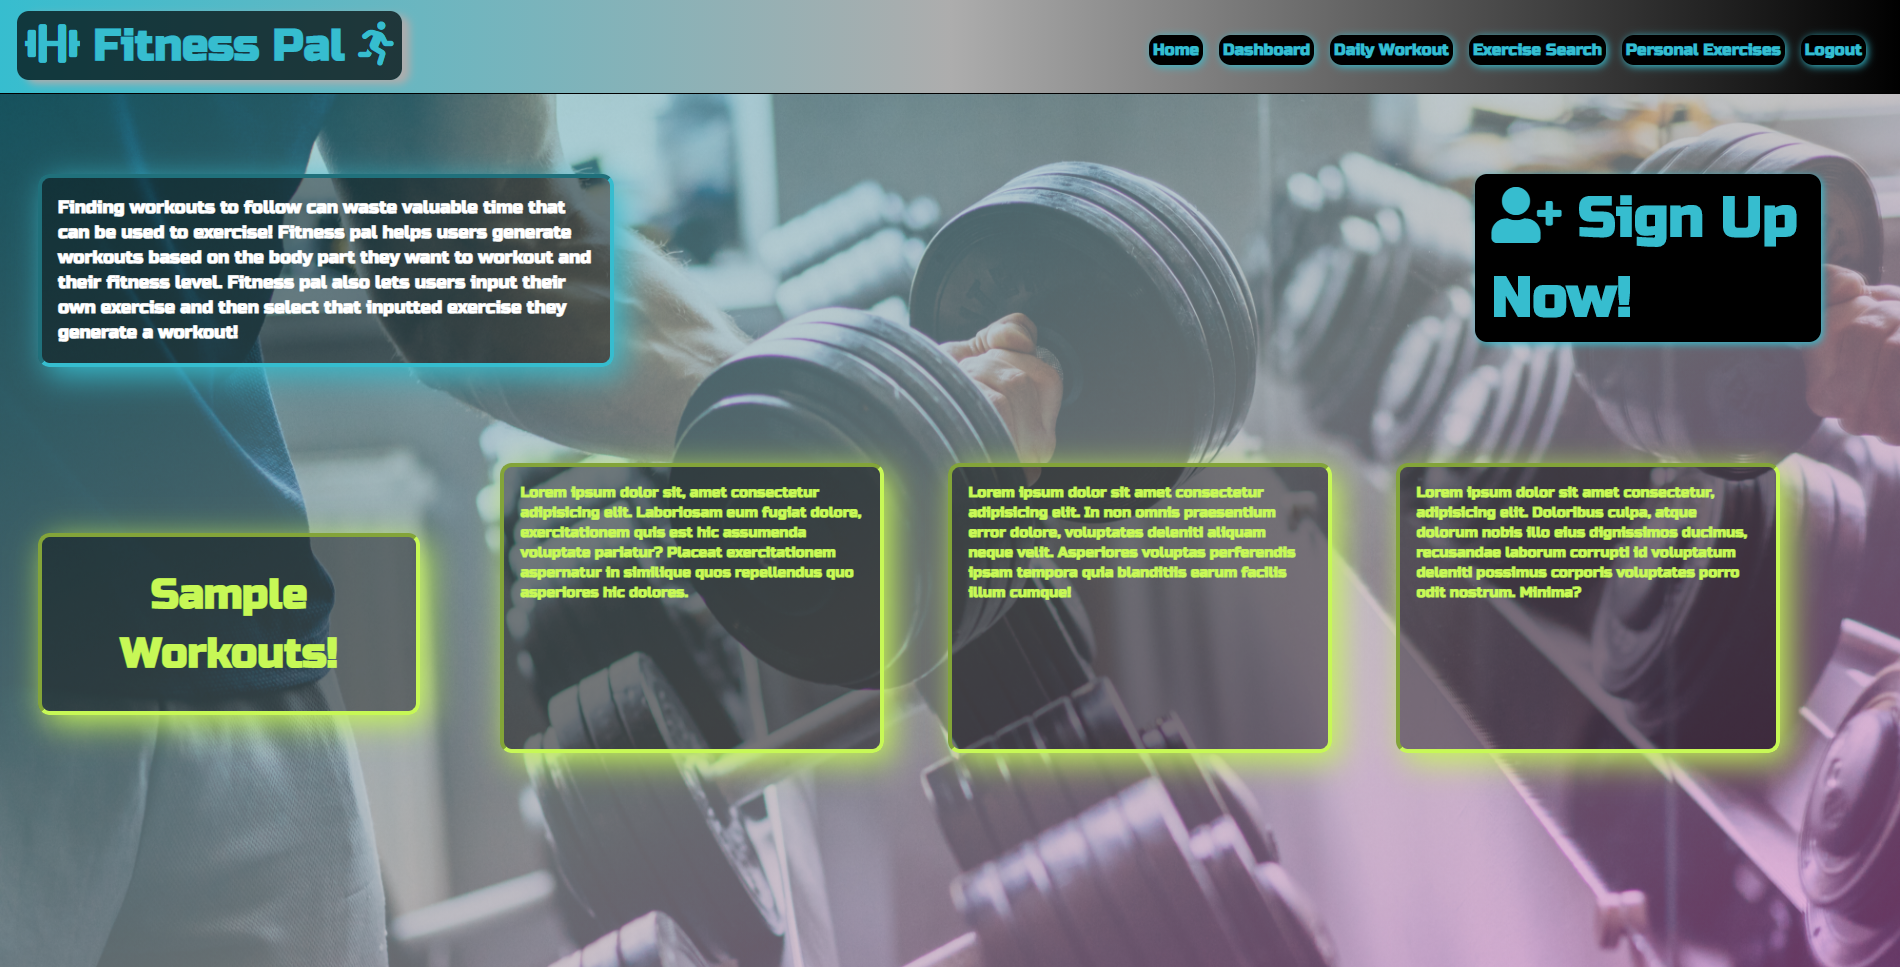 Fitness Pal
Home Dashboard Daily Workout Exercise Search Personal Exercises Logout
Finding workouts to follow can waste valuable time that
can be used to exercise! Fitness pal helps users generate
workouts based on the body part they want to workout and
their fitness level. Fitness pal also lets users input their
own exercise and then select that inputted exercise they
generate a workout!
Sign Up
Now!
Sample
Workouts!
Lorem ipsum dolor sit, amet consectetur
adipisicing elit. Laboriosam eum fugiat dolore,
exercitationem quis est hic assumenda
voluptate pariatur? Placeat exercitationem
aspernatur in similique quos repellendus quo
asperiores hic dolores.
Lorem ipsum dolor sit amet consectetur
adipisicing elit. In non omnis praesentium
error dolore, voluptates deleniti aliquam
neque velit. Asperiores voluptas perferendis
ipsam tempora quia blanditiis earum facilis
illum cumque!
Lorem ipsum dolor sit amet consectetur,
adipisicing elit. Doloribus culpa, atque
dolorum nobis illo eius dignissimos ducimus,
recusandae laborum corrupti id voluptatum
deleniti possimus corporis voluptates porro
odit nostrum. Minima?